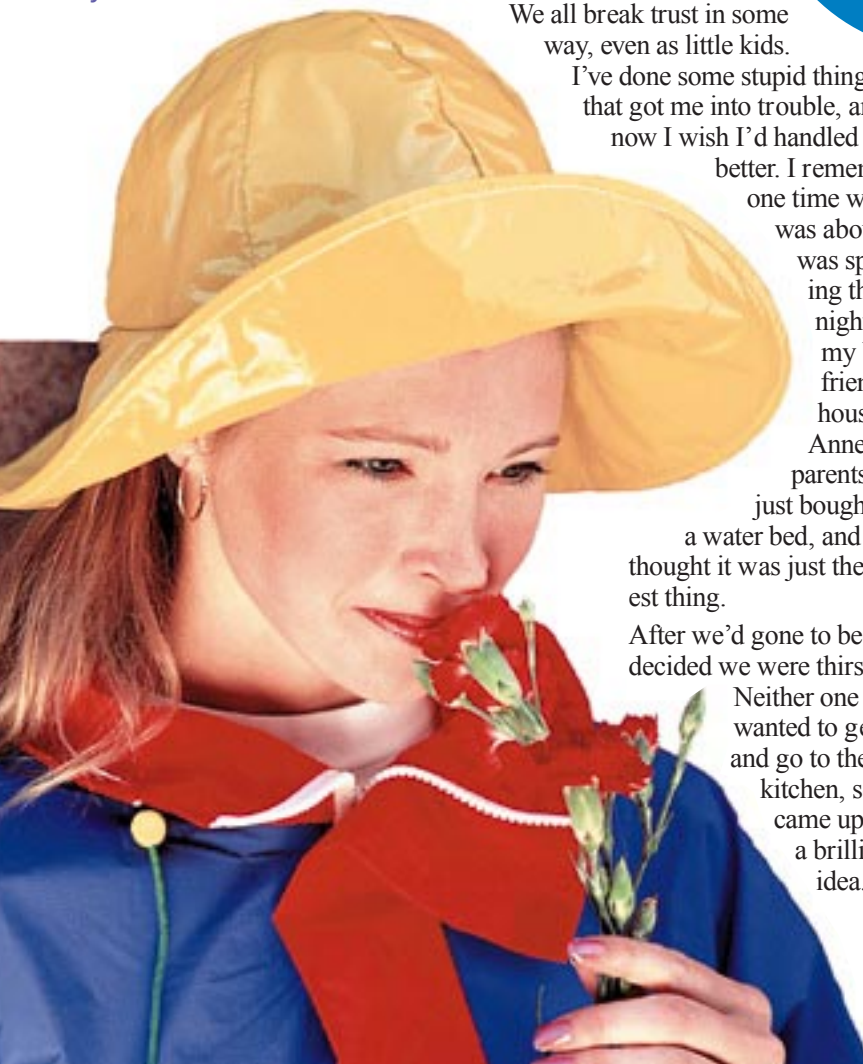 We all break trust in some
way, even as little kids.
I've done some stupid thing
that got me into trouble, a
now I wish I'd handled
better. I reme
one time w
was abo
was sp
ing th
nigh
my
frien
hous
Anne
parents
just bough
a water bed, and
thought it was just the
est thing.
After we'd gone to be
decided we were thirs
Neither one
wanted to ge
and go to the
kitchen, s
came up
a brilli
idea.